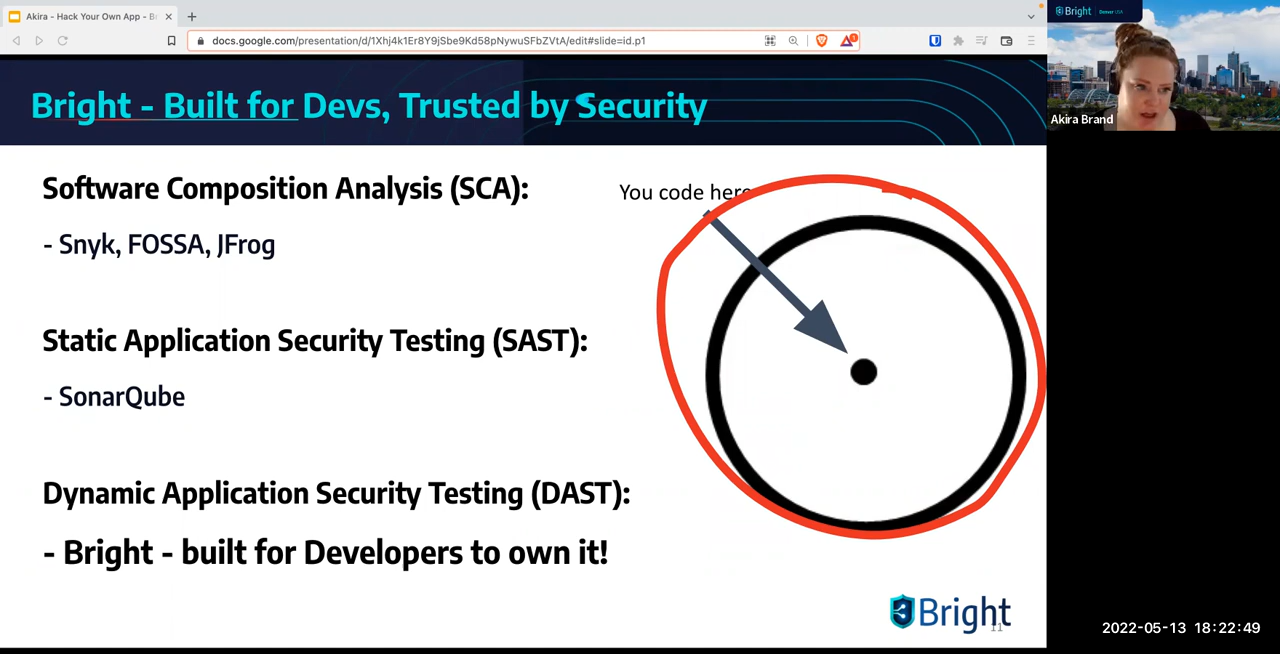 Akira - Hack Your Own App - B
docs.google.com/presentation/d/1Xhj4k1Er8Y9jSbe9Kd58pNywuSFbZVtA/edit#slide=id.p1
Bright
Denver USA
Akira Brand
Bright - Built for Devs, Trusted by Security
Software Composition Analysis (SCA):
You code here
- Snyk, FOSSA, JFrog
Static Application Security Testing (SAST):
- SonarQube
Dynamic Application Security Testing (DAST):
- Bright - built for Developers to own it!
Bright
11
2022-05-13 18:22:49